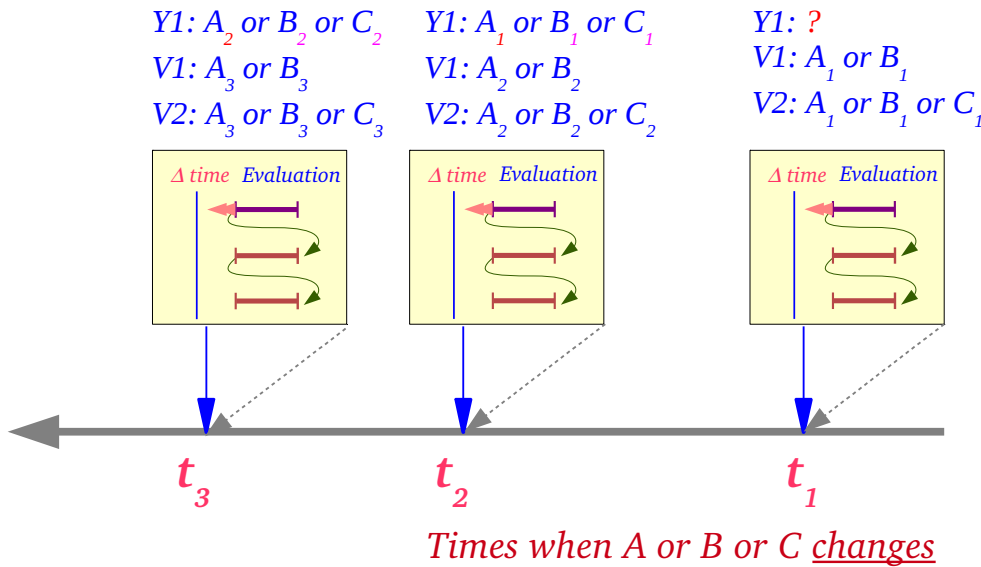 Y1: A₂ or B₂ or C₂
V1: A₃ or B₃
V2: A₃ or B₃ or C₃
Δ time Evaluation
Y1: A₁ or B₁ or C₁
V1: A₂ or B₂
V2: A₂ or B₂ or C₂
Δ time Evaluation
Y1: ?
V1: A₁ or B₁
V2: A₁ or B₁ or C₁
Δ time Evaluation
t₃
t₂
t₁
Times when A or B or C changes